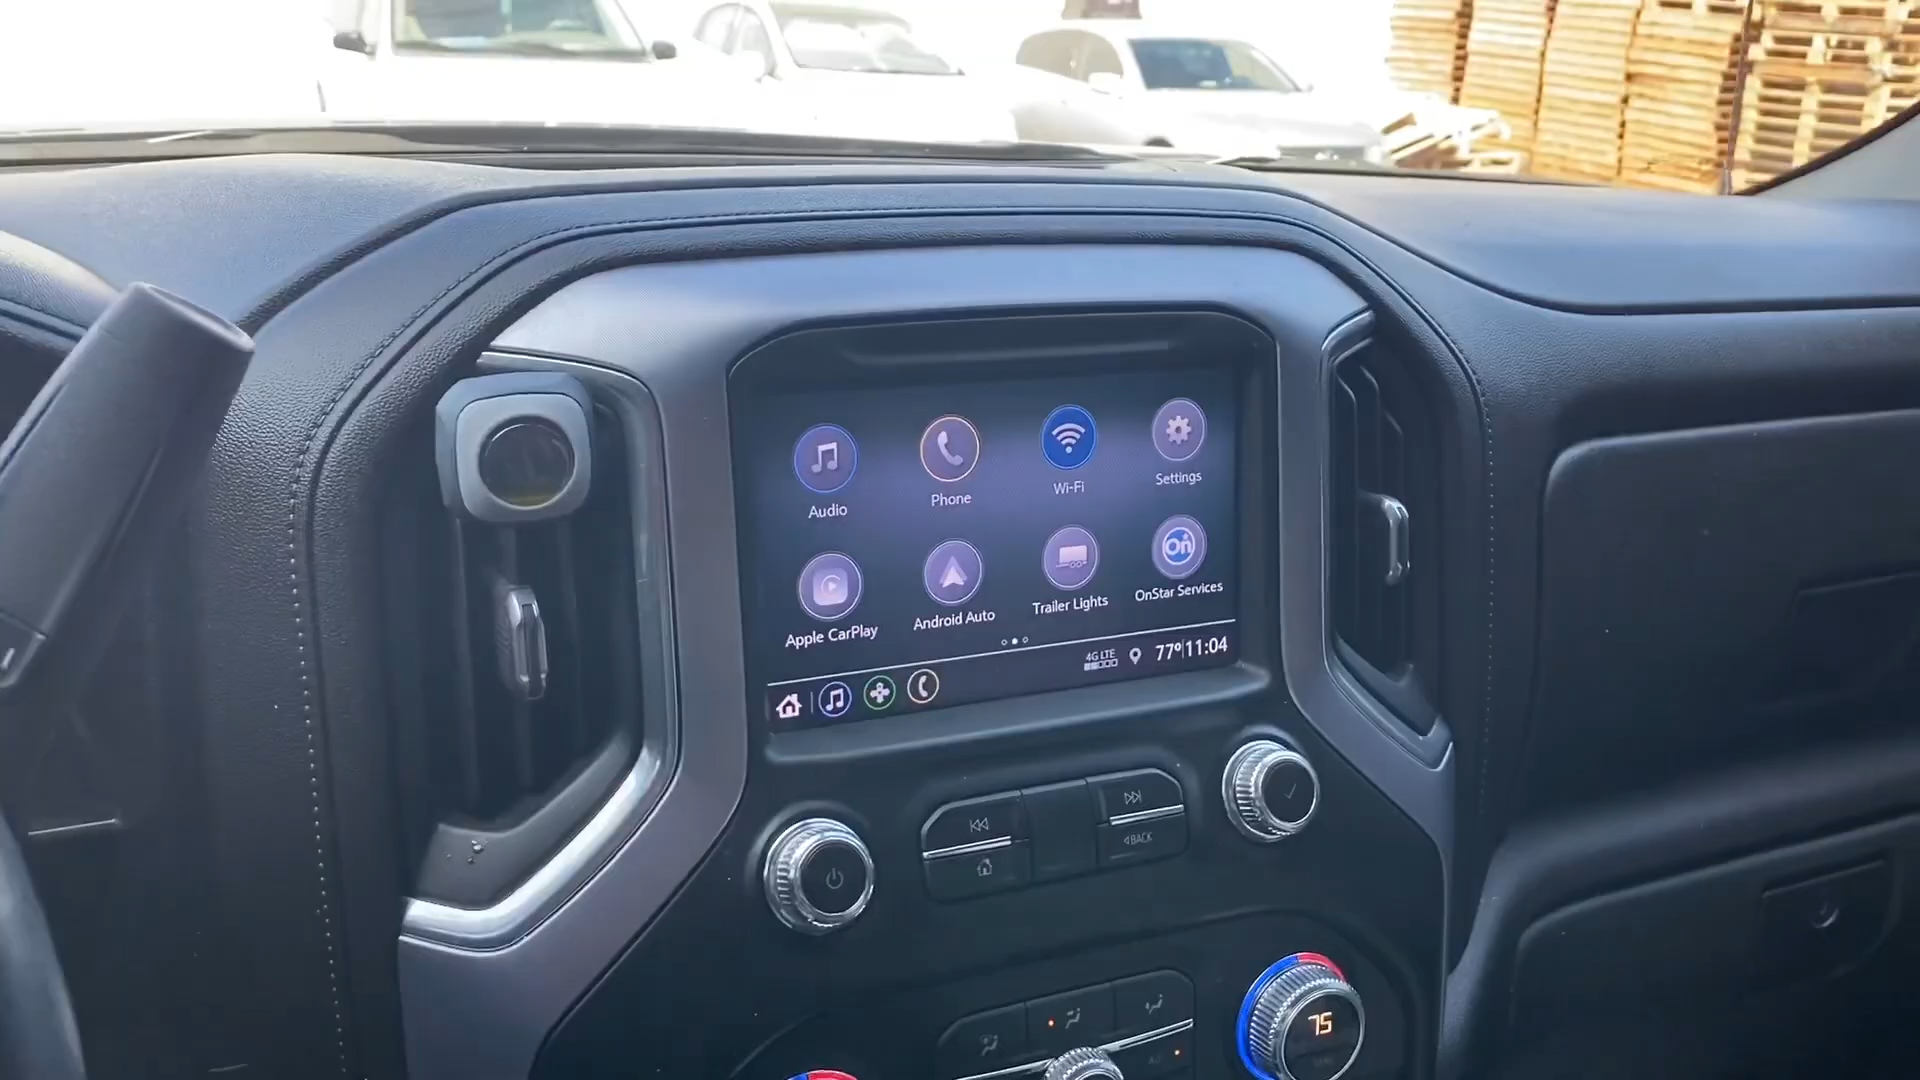 Audio
Phone
Wi-Fi
Settings
Apple CarPlay
Android Auto
Trailer Lights
On
OnStar Services
4G LTE
77° 11:04
BACK
75